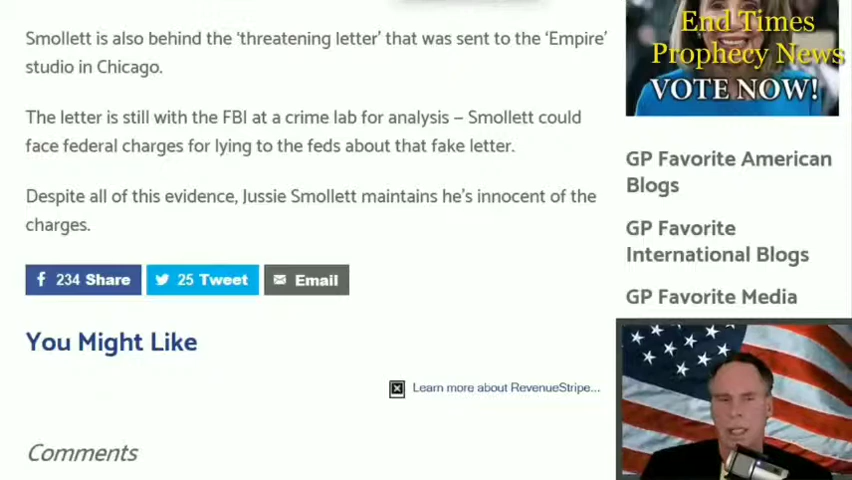 Smollett is also behind the ‘threatening letter’ that was sent to the ‘Empire’
studio in Chicago.
The letter is still with the FBI at a crime lab for analysis – Smollett could
face federal charges for lying to the feds about that fake letter.
Despite all of this evidence, Jussie Smollett maintains he's innocent of the
charges.
234 Share
25 Tweet
Email
You Might Like
Learn more about RevenueStripe...
Comments
End Times
Prophecy News
VOTE NOW!
GP Favorite American
Blogs
GP Favorite
International Blogs
GP Favorite Media